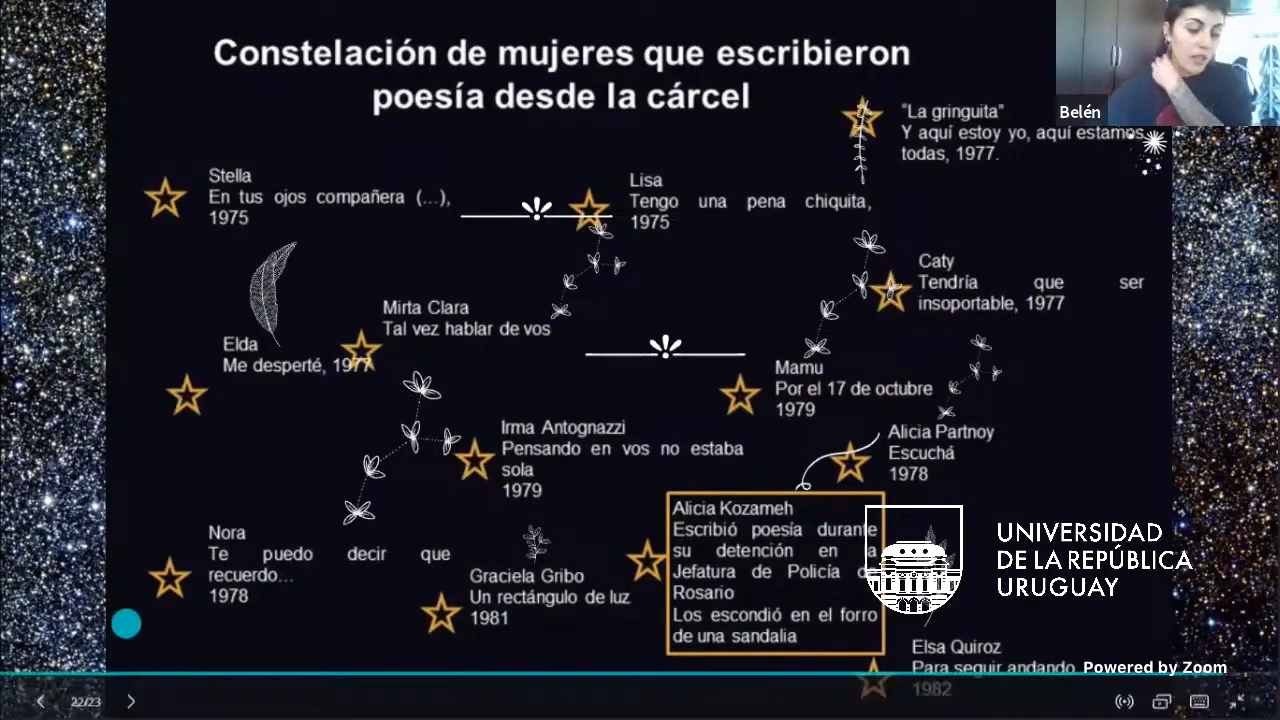 Constelación de mujeres que escribieron
poesía desde la cárcel
Belén
"La gringuita"
Y aquí estoy yo, aquí estamos
todas, 1977.
Stella
En tus ojos compañera (...),
1975
Lisa
Tengo una pena chiquita,
1975
Caty
Tendría que ser
insoportable, 1977
Mirta Clara
Tal vez hablar de vos
Elda
Me desperté, 1977
Mamu
Por el 17 de octubre
1979
Irma Antognazzi
Pensando en vos no estaba
sola
1979
Alicia Partnoy
Escuchá
1978
Alicia Kozameh
Escribió poesía durante
su detención en la
Jefatura de Policía de
Rosario
Los escondió en el forro
de una sandalia
Nora
Te puedo decir que
recuerdo...
1978
Graciela Gribo
Un rectángulo de luz
1981
UNIVERSIDAD
DE LA REPÚBLICA
URUGUAY
Elsa Quiroz
Para seguir andando
1982
Powered by Zoom
22/23